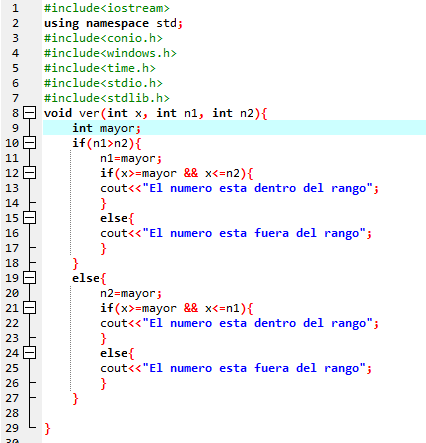 1 #include<iostream>
2 using namespace std;
3 #include<conio.h>
4 #include<windows.h>
5 #include<time.h>
6 #include<stdio.h>
7 #include<stdlib.h>
8 void ver(int x, int n1, int n2){
9     int mayor;
10     if(n1>n2){
11         n1=mayor;
12         if(x>=mayor && x<=n2){
13         cout<<"El numero esta dentro del rango";
14         }
15         else{
16         cout<<"El numero esta fuera del rango";
17         }
18     }
19     else{
20         n2=mayor;
21         if(x>=mayor && x<=n1){
22         cout<<"El numero esta dentro del rango";
23         }
24         else{
25         cout<<"El numero esta fuera del rango";
26         }
27     }
28
29 }
30